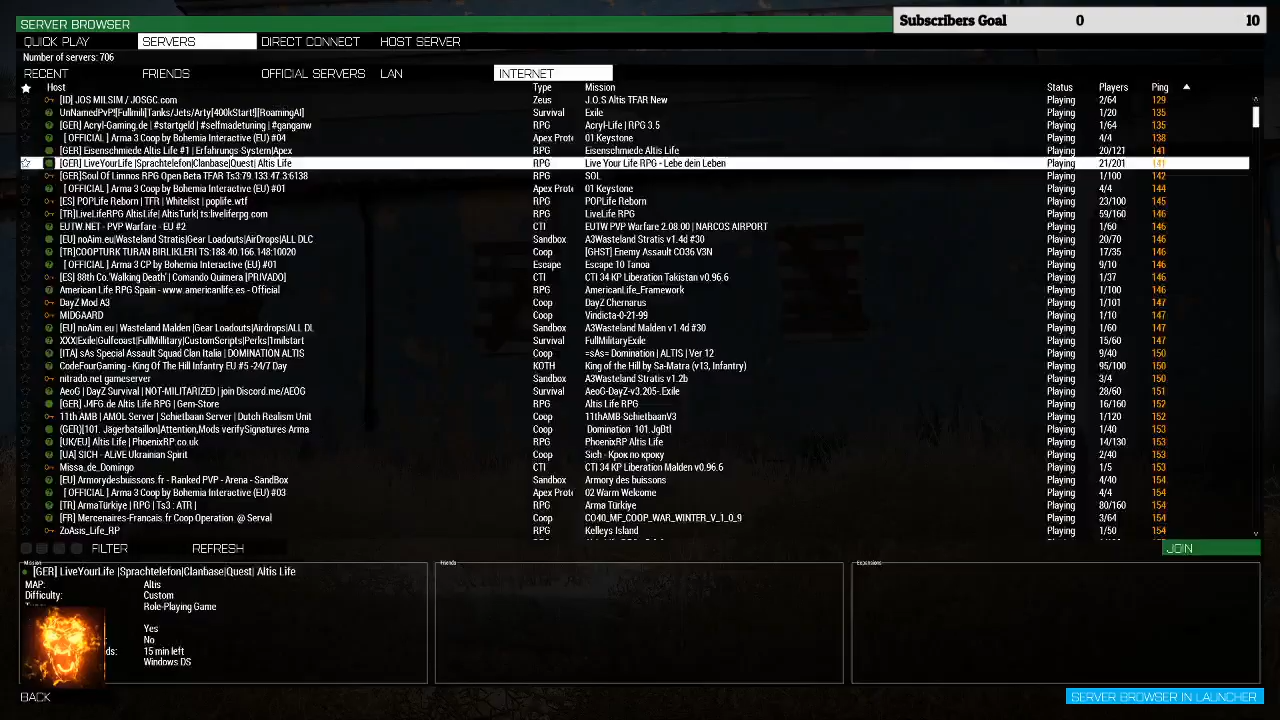 SERVER BROWSER
Subscribers Goal 0 10
QUICK PLAY SERVERS DIRECT CONNECT HOST SERVER
Number of servers: 706
RECENT FRIENDS OFFICIAL SERVERS LAN INTERNET
Host Type Mission Status Players Ping
[ID] JOS MILSIM / JOSGC.com Zeus J.O.S Altis TFAR New Playing 2/64 129
UnNamedPvP![Fullmili]Tanks/Jets/Arty[400kStart!][RoamingAI] Survival Exile Playing 1/20 135
[GER] Acryl-Gaming.de | #startgeld | #selfmadetuning | #ganganw RPG Acryl-Life | RPG 3.5 Playing 1/64 135
[ OFFICIAL ] Arma 3 Coop by Bohemia Interactive (EU) #04 Apex Prote 01 Keystone Playing 4/4 138
[GER] Eisenschmiede Altis Life #1 | Erfahrungs-System|Apex RPG Eisenschmiede Altis Life Playing 20/121 141
[GER] LiveYourLife |Sprachtelefon|Clanbase|Quest| Altis Life RPG Live Your Life RPG - Lebe dein Leben Playing 21/201 141
[GER]Soul Of Limnos RPG Open Beta TFAR Ts3:79.133.47.3:6138 RPG SOL Playing 1/100 142
[ OFFICIAL ] Arma 3 Coop by Bohemia Interactive (EU) #01 Apex Prote 01 Keystone Playing 4/4 144
[ES] POPLife Reborn | TFR | Whitelist | poplife.wtf RPG POPLife Reborn Playing 23/100 145
[TR]LiveLifeRPG AltisLife| AltisTurk| ts:liveliferpg.com RPG LiveLife RPG Playing 59/160 146
EUTW.NET - PVP Warfare - EU #2 CTI EUTW PVP Warfare 2.08.00 | NARCOS AIRPORT Playing 1/60 146
[EU] noAim.eu|Wasteland Stratis|Gear Loadouts|AirDrops|ALL DLC Sandbox A3Wasteland Stratis v1.4d #30 Playing 20/70 146
[TR]COOPTURK TURAN BIRLIKLERI TS:188.40.166.148:10020 Coop [GHST] Enemy Assault CO36 V3N Playing 17/35 146
[ OFFICIAL ] Arma 3 CP by Bohemia Interactive (EU) #01 Escape Escape 10 Tanoa Playing 9/10 146
[ES] 88th Co.'Walking Death' | Comando Quimera [PRIVADO] CTI CTI 34 KP Liberation Takistan v0.96.6 Playing 1/37 146
American Life RPG Spain - www.americanlife.es - Official RPG AmericanLife_Framework Playing 1/90 146
DayZ Mod A3 Coop DayZ Chernarus Playing 1/101 147
MIDGAARD Coop Vindicta-0-21-99 Playing 1/10 147
[EU] noAim.eu | Wasteland Malden |Gear Loadouts|Airdrops|ALL DL Sandbox A3Wasteland Malden v1.4d #30 Playing 1/60 147
XXX|Exile|Gulfcoast|FullMillitary|CustomScripts|Perks|1milstart Survival FullMilitaryExile Playing 15/60 147
[ITA] sAs Special Assault Squad Clan Italia | DOMINATION ALTIS Coop =sAs= Domination | ALTIS | Ver 12 Playing 9/40 150
CodeFourGaming - King Of The Hill Infantry EU #5 -24/7 Day KOTH King of the Hill by Sa-Matra (v13, Infantry) Playing 95/100 150
nitrado.net gameserver Sandbox A3Wasteland Stratis v1.2b Playing 3/4 150
AeoG | DayZ Survival | NOT-MILITARIZED | join Discord.me/AEOG Survival AeoG-DayZ-v3.205-.Exile Playing 28/60 151
[GER] J4FG.de Altis Life RPG | Gem-Store RPG Altis Life RPG Playing 16/160 152
11th AMB | AMOL Server | Schietbaan Server | Dutch Realism Unit Coop 11thAMB-SchietbaanV3 Playing 1/120 152
(GER)[101. Jägerbataillon]Attention,Mods verifySignatures Arma Coop Domination 101.JgBtl Playing 1/40 153
[UK/EU] Altis Life | PhoenixRP.co.uk RPG PhoenixRP Altis Life Playing 14/130 153
[UA] SICH - ALiVE Ukrainian Spirit Coop Sich - Крок по кроку Playing 2/40 153
Missa_de_Domingo CTI CTI 34 KP Liberation Malden v0.96.6 Playing 1/5 153
[EU] Armorydesbuissons.fr - Ranked PVP - Arena - SandBox Sandbox Armory des buissons Playing 4/40 154
[ OFFICIAL ] Arma 3 Coop by Bohemia Interactive (EU) #03 Apex Prote 02 Warm Welcome Playing 4/4 154
[TR] ArmaTürkiye | RPG | Ts3 : ATR | RPG Arma Türkiye Playing 80/160 154
[FR] Mercenaires-Francais.fr Coop Operation @ Serval Coop CO40_MF_COOP_WAR_WINTER_V_1_0_9 Playing 3/64 154
ZoAsis_Life_RP RPG Kelleys Island Playing 1/50 154
FILTER REFRESH JOIN
Mission Friends Expansions
[GER] LiveYourLife |Sprachtelefon|Clanbase|Quest| Altis Life
MAP: Altis
Difficulty: Custom
Role-Playing Game
Yes
No
ds: 15 min left
Windows DS
BACK SERVER BROWSER IN LAUNCHER